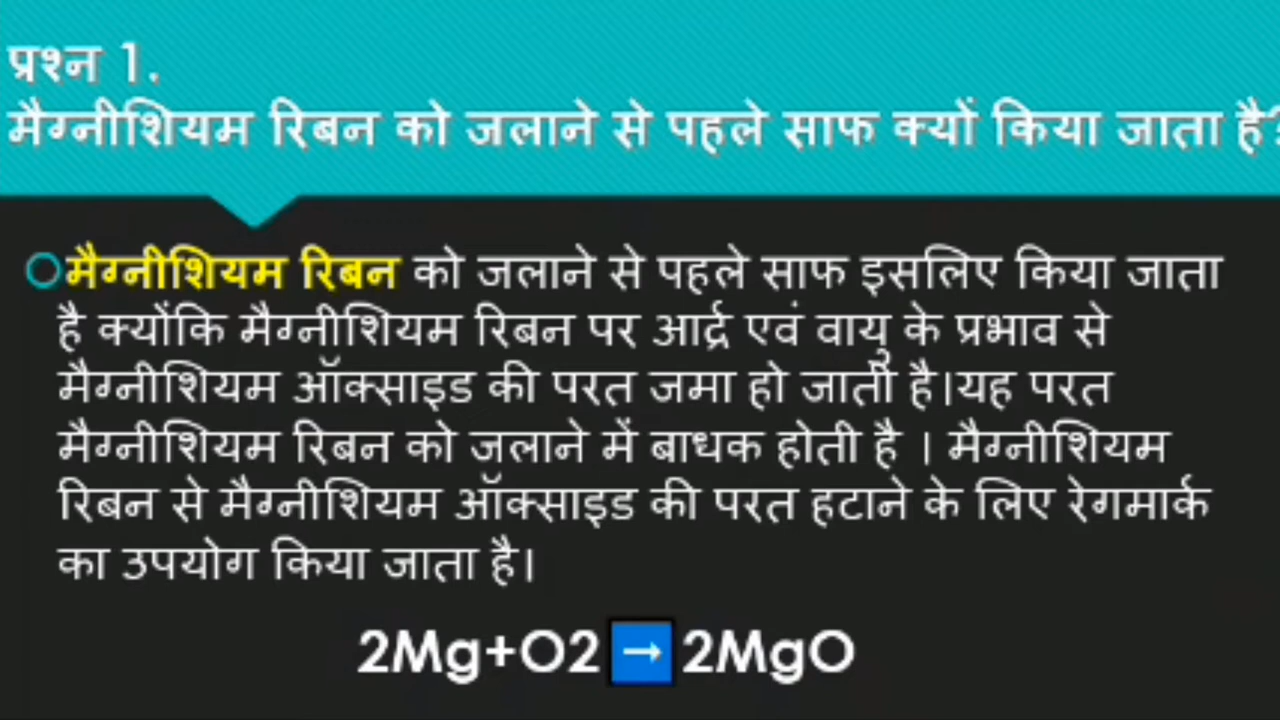 प्रश्न 1.
मैग्नीशियम रिबन को जलाने से पहले साफ क्यों किया जाता है?
मैग्नीशियम रिबन को जलाने से पहले साफ इसलिए किया जाता
है क्योंकि मैग्नीशियम रिबन पर आर्द्र एवं वायु के प्रभाव से
मैग्नीशियम ऑक्साइड की परत जमा हो जाती है।यह परत
मैग्नीशियम रिबन को जलाने में बाधक होती है । मैग्नीशियम
रिबन से मैग्नीशियम ऑक्साइड की परत हटाने के लिए रेगमार्क
का उपयोग किया जाता है।
2Mg+O2→2MgO